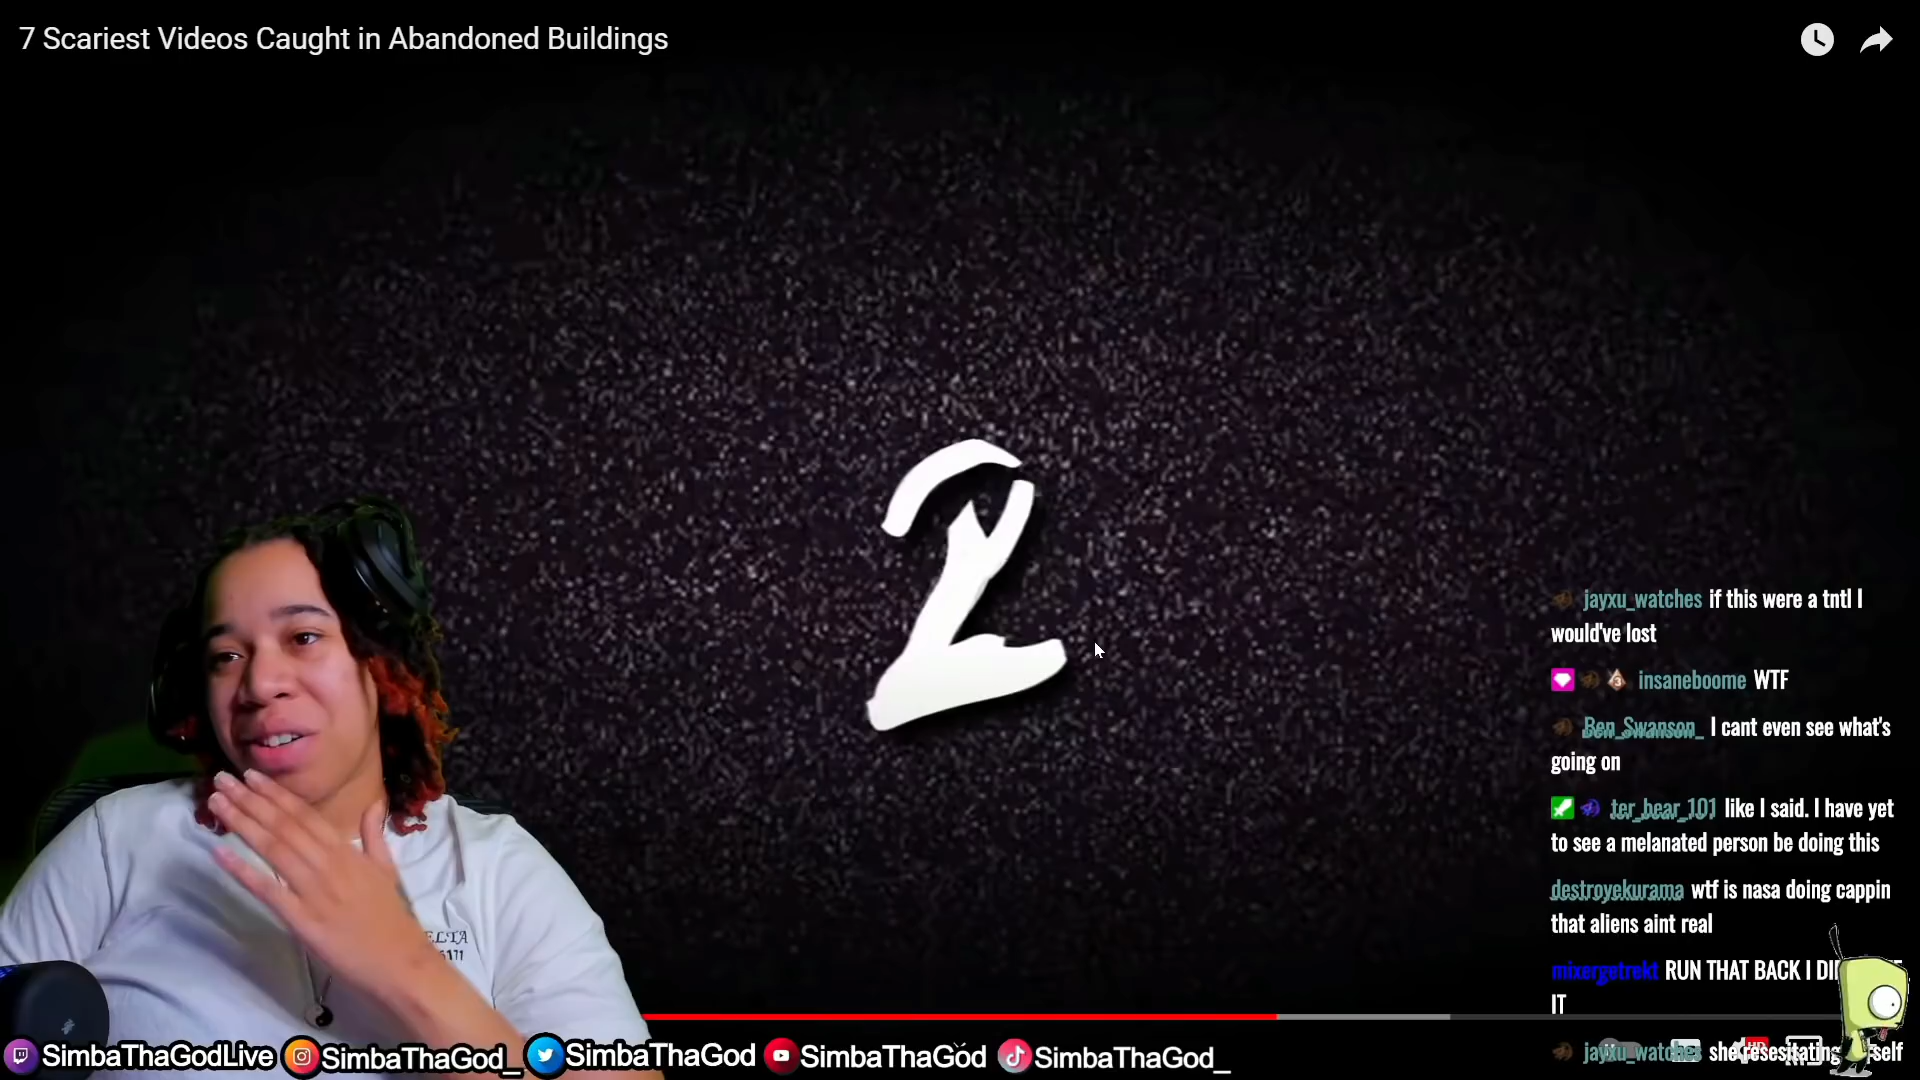 7 Scariest Videos Caught in Abandoned Buildings
2
jayxu_watches if this were a tntl I
would've lost
insaneboome WTF
Ben_Swanson_ I cant even see what's
going on
ter_bear_101 like I said. I have yet
to see a melanated person be doing this
destroyekurama wtf is nasa doing cappin
that aliens aint real
mixergetrekt RUN THAT BACK I
IT
jayxu_watches
SimbaThaGodLive SimbaThaGod_ SimbaThaGod SimbaThaGod SimbaThaGod_